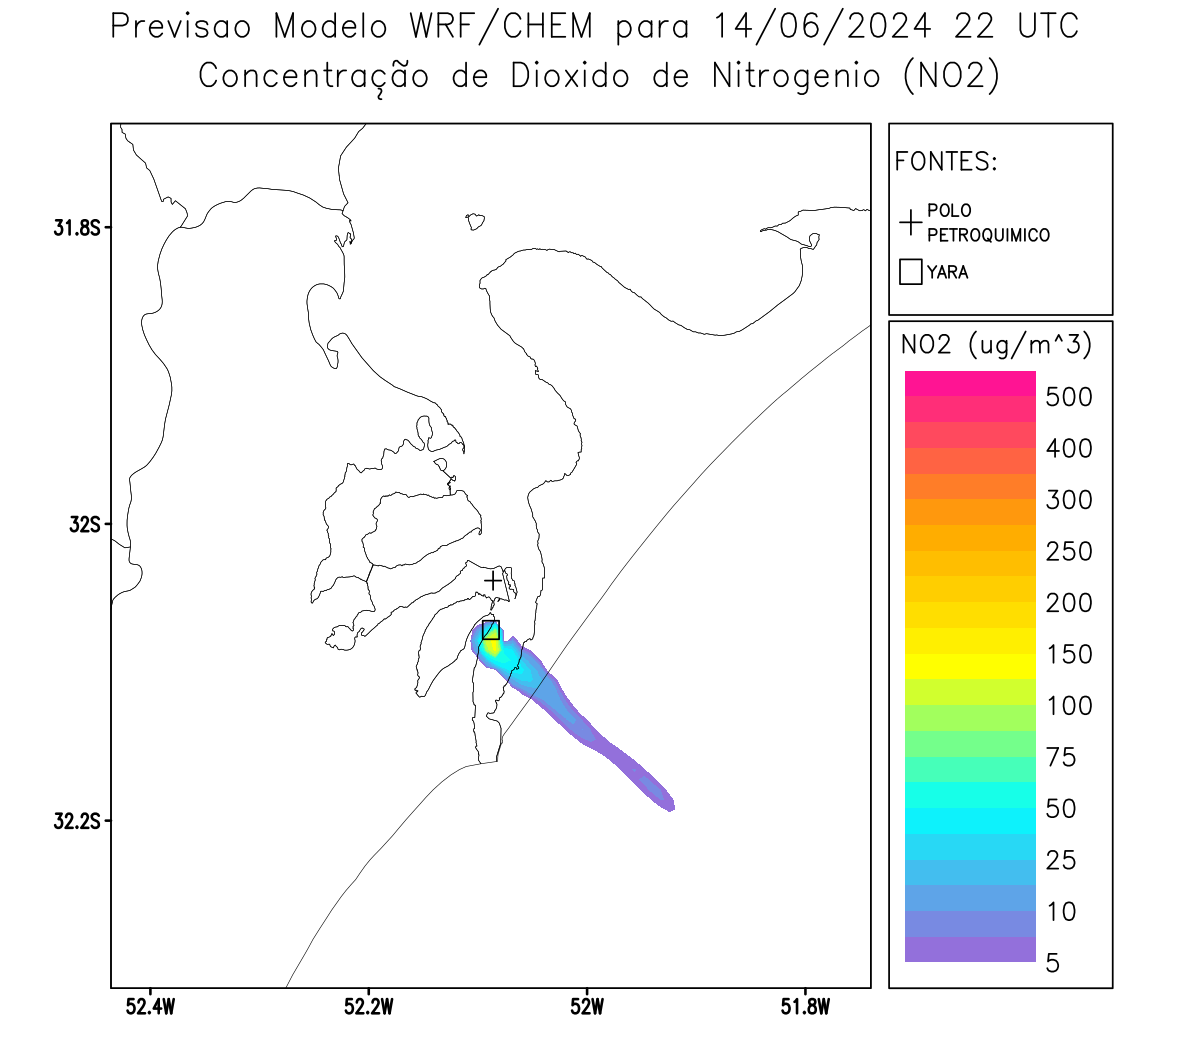 Previsao Modelo WRF/CHEM para 14/06/2024 22 UTC
Concentração de Dioxido de Nitrogenio (NO2)
FONTES:
POLO
PETROQUIMICO
YARA
NO2 (ug/m^3)
500
400
300
250
200
150
100
75
50
25
10
5
31.8S
32S
32.2S
52.4W
52.2W
52W
51.8W